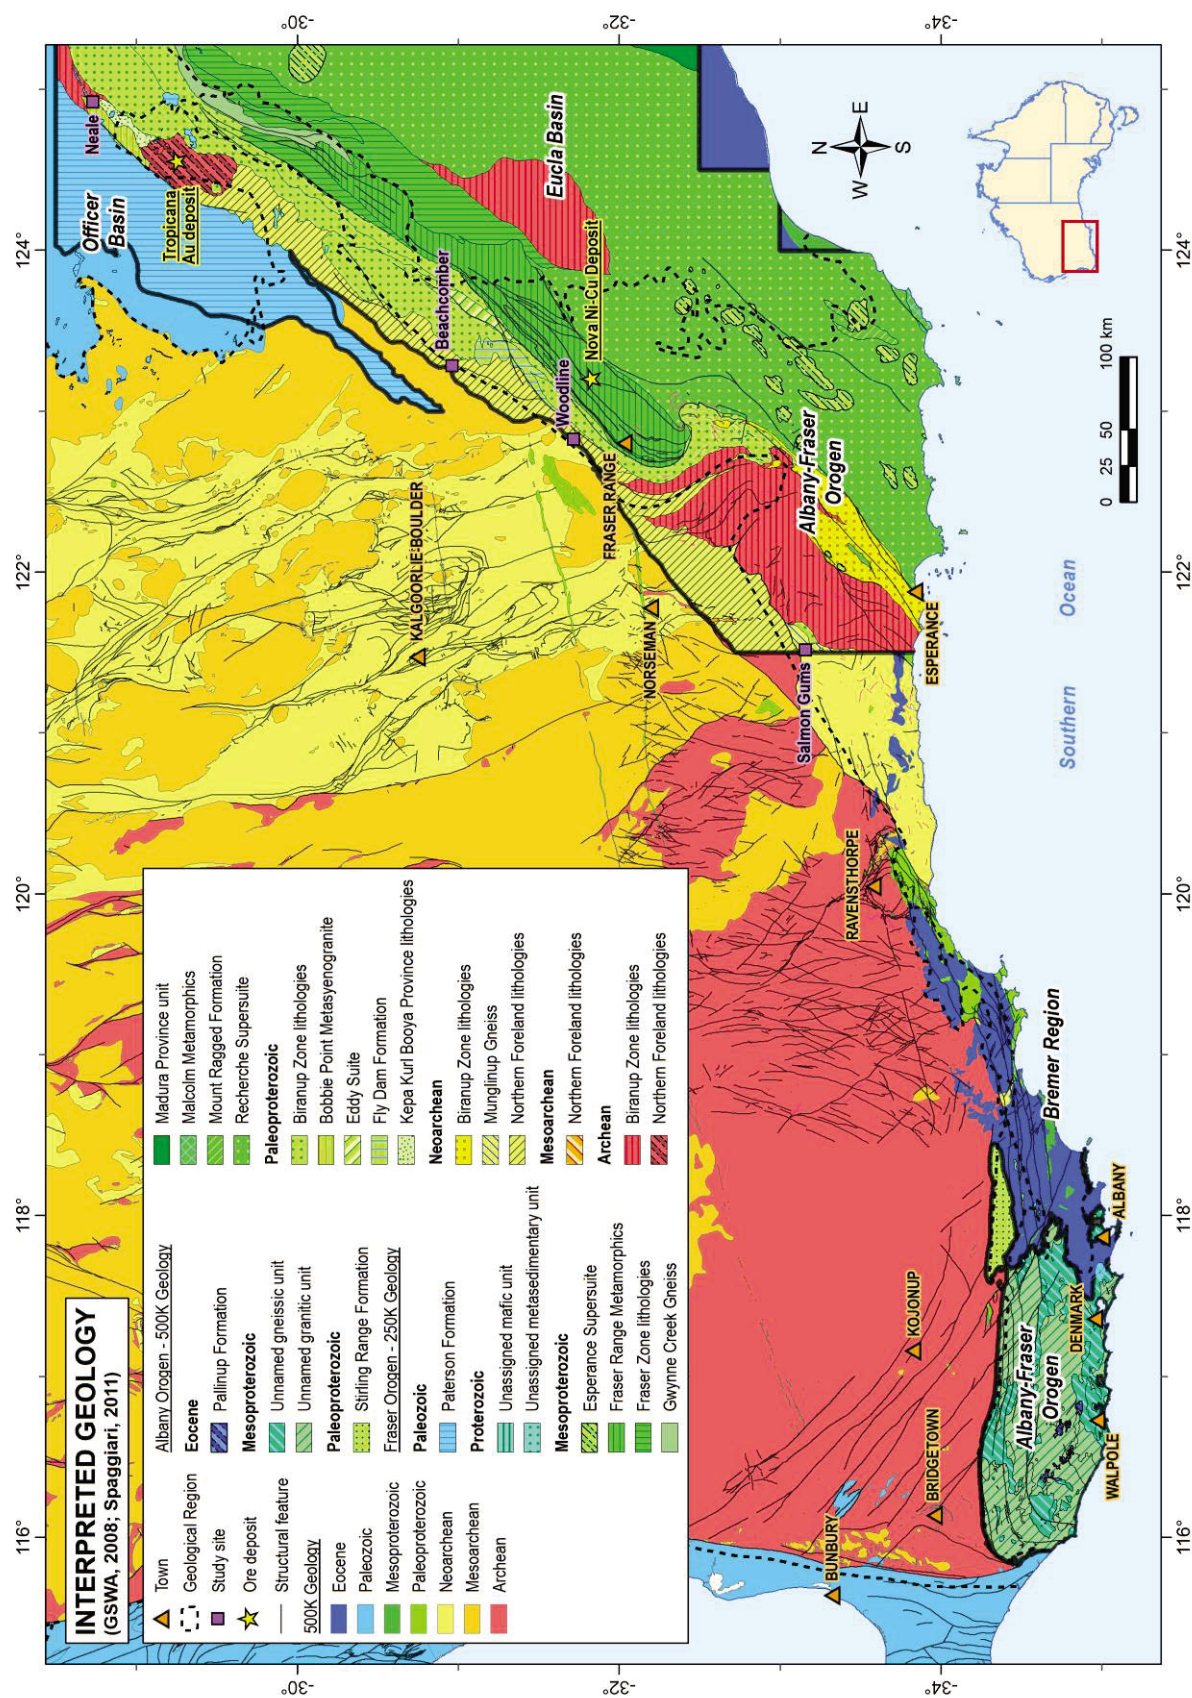 INTERPRETED GEOLOGY
(GSWA, 2008; Spaggiari, 2011)
Town
Geological Region
Study site
Ore deposit
Structural feature
500K Geology
Eocene
Paleozoic
Mesoproterozoic
Paleoproterozoic
Neoarchean
Mesoarchean
Archean
Albany Orogen - 500K Geology
Eocene
Pallinup Formation
Mesoproterozoic
Unnamed gneissic unit
Unnamed granitic unit
Paleoproterozoic
Stirling Range Formation
Fraser Orogen - 250K Geology
Paleozoic
Paterson Formation
Proterozoic
Unassigned mafic unit
Unassigned metasedimentary unit
Mesoproterozoic
Esperance Supersuite
Fraser Range Metamorphics
Fraser Zone lithologies
Gwynne Creek Gneiss
Madura Province unit
Malcolm Metamorphics
Mount Ragged Formation
Recherche Supersuite
Paleoproterozoic
Biranup Zone lithologies
Bobbie Point Metasyenogranite
Eddy Suite
Fly Dam Formation
Kepa Kurl Booya Province lithologies
Neoarchean
Biranup Zone lithologies
Munglinup Gneiss
Northern Foreland lithologies
Mesoarchean
Northern Foreland lithologies
Archean
Biranup Zone lithologies
Northern Foreland lithologies
116°
118°
120°
122°
124°
116°
118°
120°
122°
124°
-30°
-32°
-34°
-30°
-32°
-34°
Officer
Basin
Neale
Tropicana
Au deposit
Beachcomber
Woodline
Nova Ni-Cu Deposit
Eucla Basin
KALGOORLIE-BOULDER
FRASER RANGE
NORSEMAN
Albany-Fraser
Orogen
Salmon Gums
ESPERANCE
RAVENSTHORPE
Bremer Region
KOJONUP
BRIDGETOWN
BUNBURY
Albany-Fraser
Orogen
DENMARK
ALBANY
WALPOLE
Southern Ocean
N
W
E
S
0 25 50 100 km